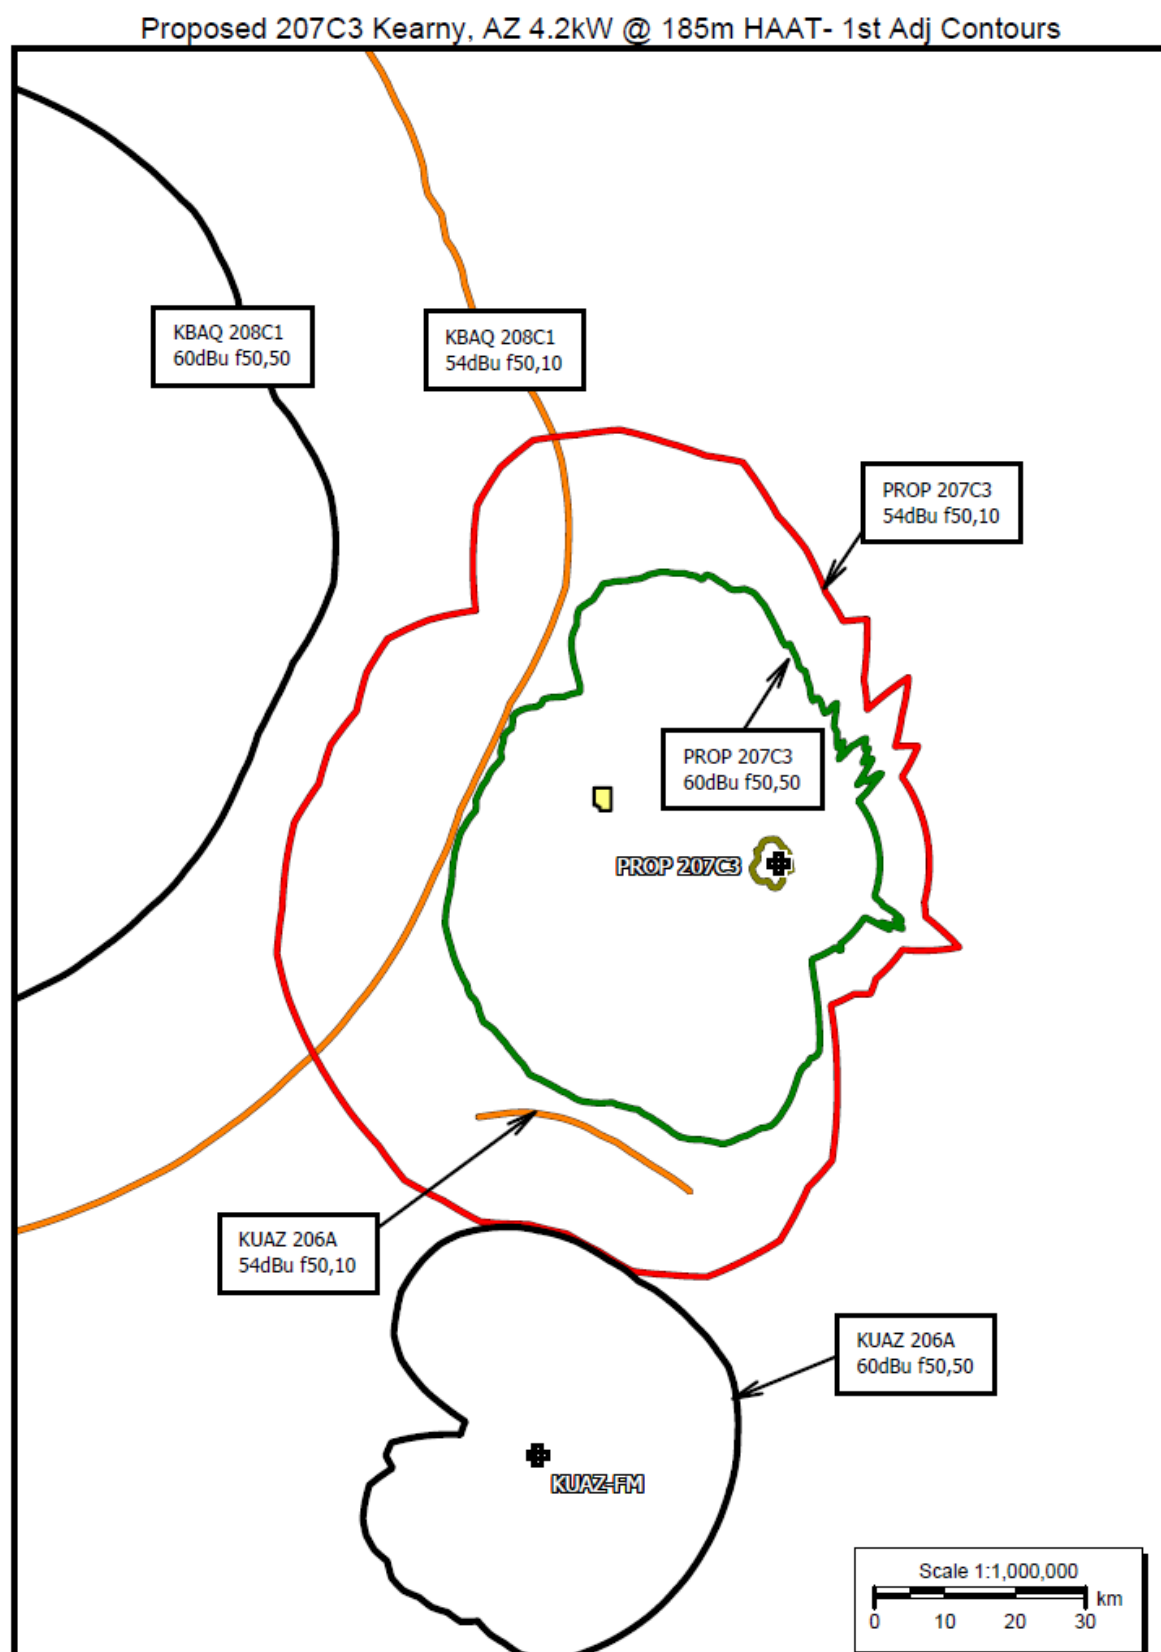 Proposed 207C3 Kearny, AZ 4.2kW @ 185m HAAT- 1st Adj Contours
KBAQ 208C1
60dBu f50,50
KBAQ 208C1
54dBu f50,10
PROP 207C3
54dBu f50,10
PROP 207C3
60dBu f50,50
PROP 207C3
KUAZ 206A
54dBu f50,10
KUAZ 206A
60dBu f50,50
KUAZ-FM
Scale 1:1,000,000
km
0 10 20 30